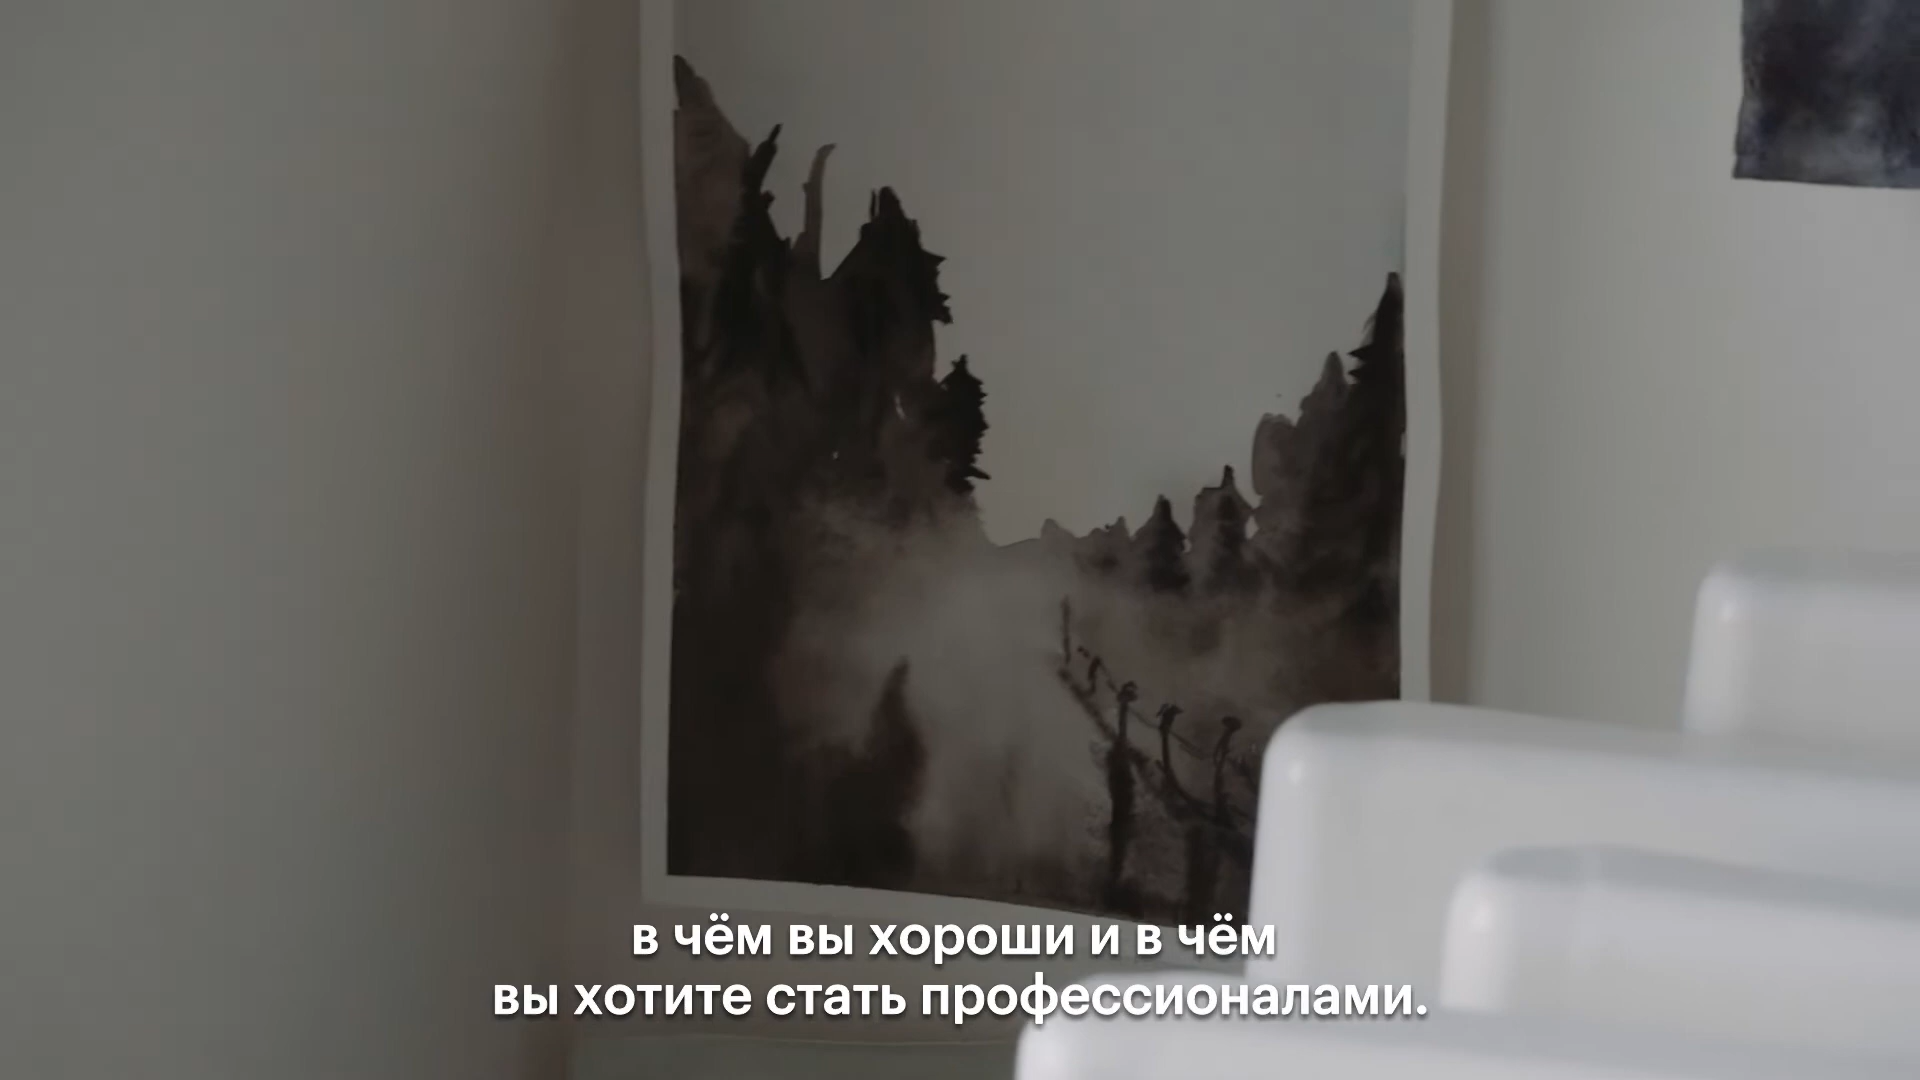 в чём вы хороши и в чём
вы хотите стать профессионалами.